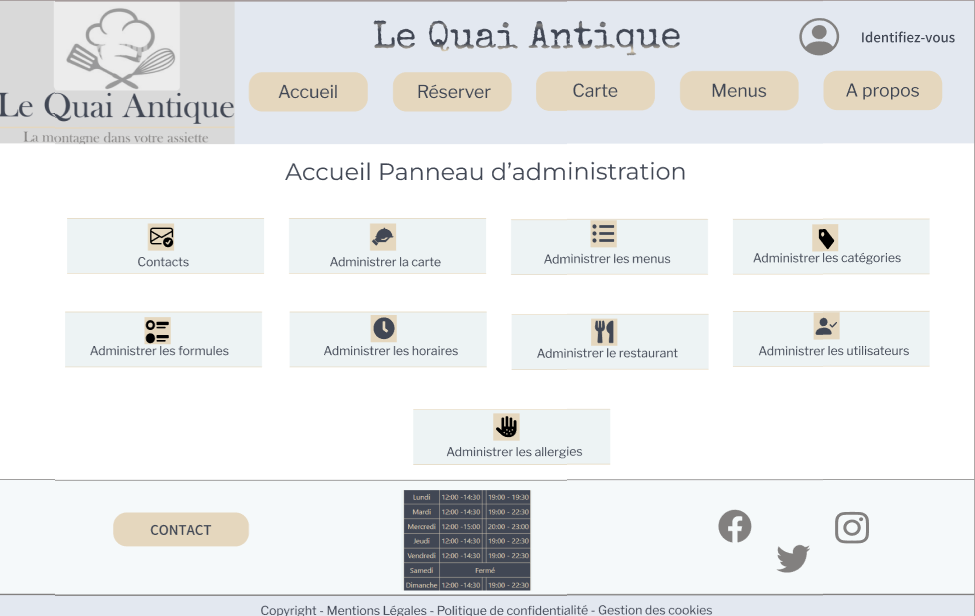 Le Quai Antique
La montagne dans votre assiette
Le Quai Antique
Identifiez-vous
Accueil
Réserver
Carte
Menus
A propos
Accueil Panneau d'administration
Contacts
Administrer la carte
Administrer les menus
Administrer les catégories
Administrer les formules
Administrer les horaires
Administrer le restaurant
Administrer les utilisateurs
Administrer les allergies
CONTACT
Lundi 12:00 -14:30 19:00 - 19:30
Mardi 12:00 -14:30 19:00 - 22:30
Mercredi 12:00 -15:00 20:00 - 23:00
Jeudi 12:00 -14:30 19:00 - 22:30
Vendredi 12:00 -14:30 19:00 - 22:30
Samedi Fermé
Dimanche 12:00 -14:30 19:00 - 22:30
Copyright - Mentions Légales - Politique de confidentialité - Gestion des cookies